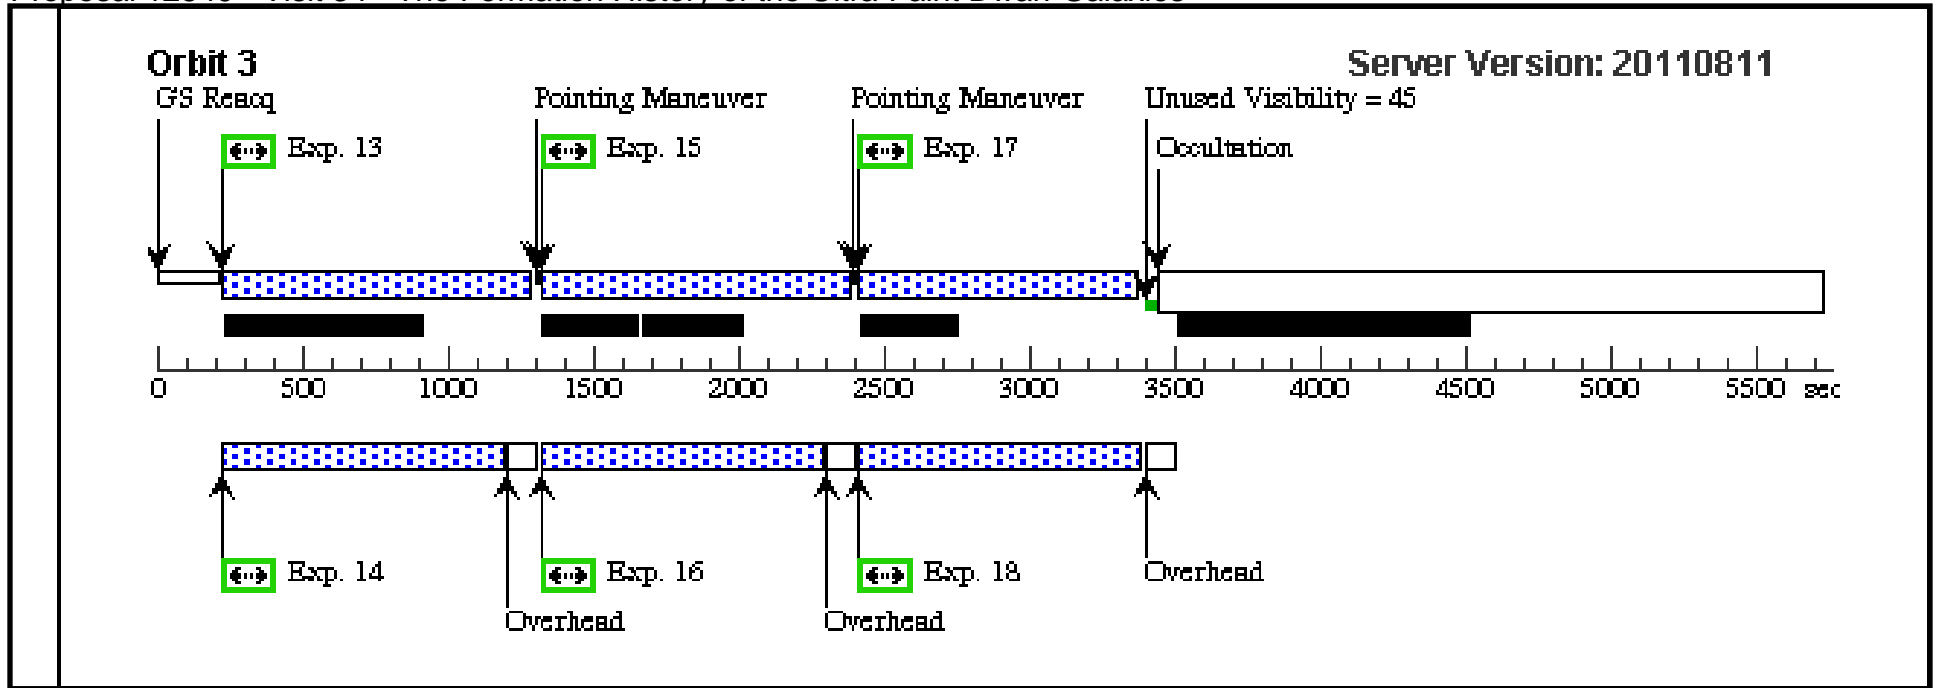 Orbit 3
Server Version: 20110811
GS Reacq
Pointing Maneuver
Pointing Maneuver
Unused Visibility = 45
Exp. 13
Exp. 15
Exp. 17
Occultation
0 500 1000 1500 2000 2500 3000 3500 4000 4500 5000 5500 sec
Exp. 14
Exp. 16
Exp. 18
Overhead
Overhead
Overhead